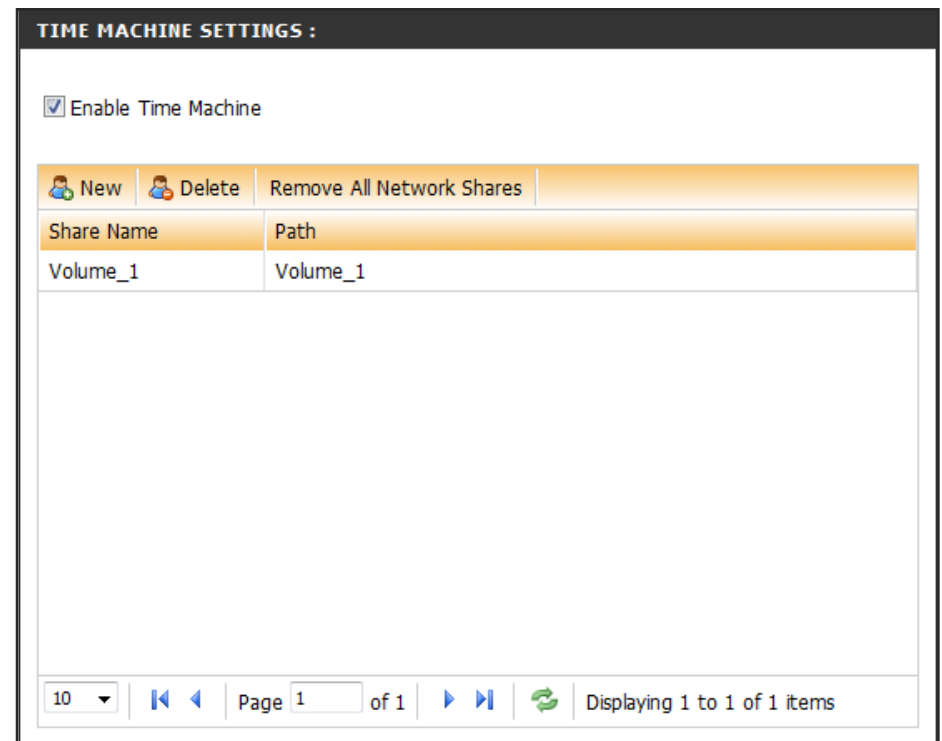 TIME MACHINE SETTINGS :
Enable Time Machine
New Delete Remove All Network Shares
Share Name Path
Volume_1 Volume_1
10 Page 1 of 1 Displaying 1 to 1 of 1 items